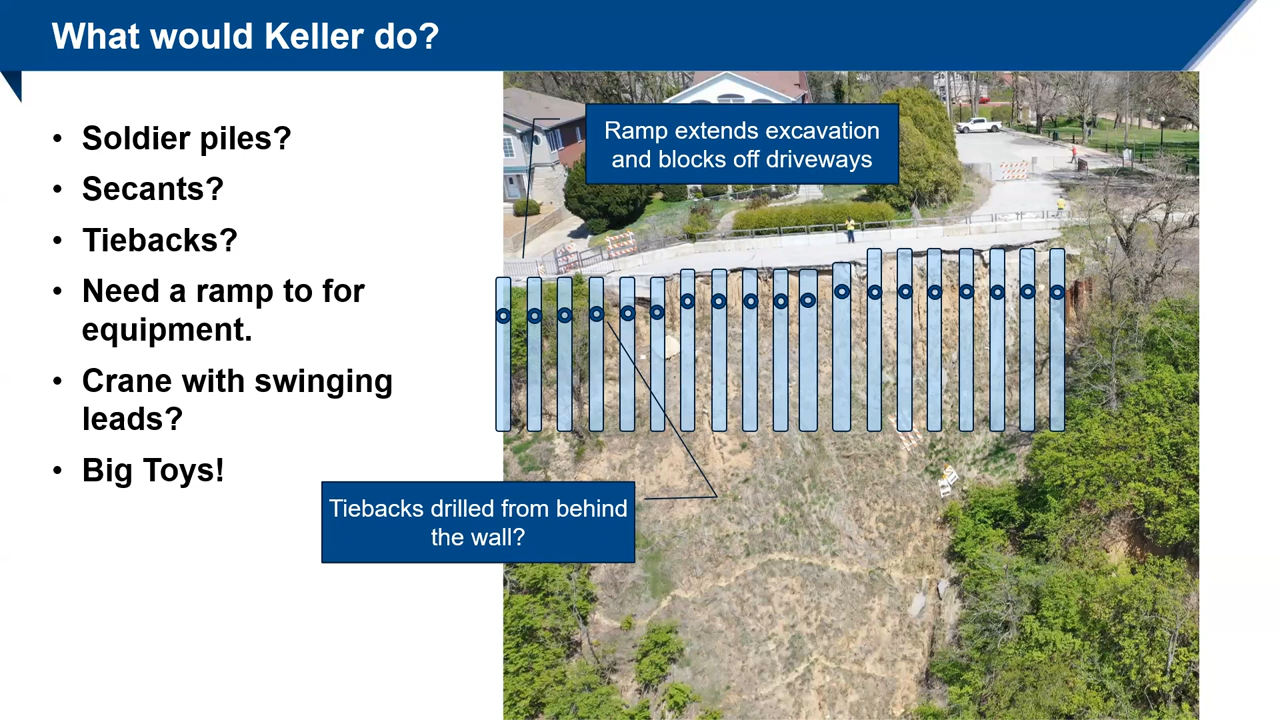 What would Keller do?
• Soldier piles?
• Secants?
• Tiebacks?
• Need a ramp to for
equipment.
• Crane with swinging
leads?
• Big Toys!
Ramp extends excavation
and blocks off driveways
Tiebacks drilled from behind
the wall?